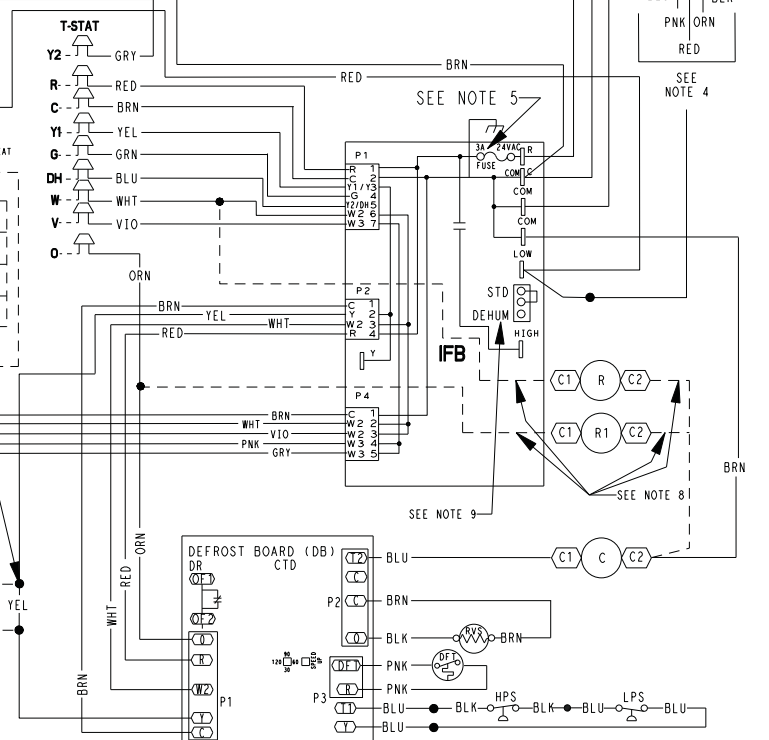 PNK ORN
RED
SEE
NOTE 4
T-STAT
Y2 GRY
R RED
C BRN
Y1 YEL
G GRN
DH BLU
W WHT
V VIO
O
ORN
BRN
RED
SEE NOTE 5
3A 24VAC R
FUSE
COM C
COM
COM
LOW
STD
DEHUM
HIGH
IFB
P1
R 1
C 2
Y1/Y 3
G 4
Y2/DH 5
W2 6
W3 7
P2
C 1
Y 2
W2 3
R 4
Y
BRN
YEL
WHT
RED
P4
C 1
W2 2
W2 3
W3 4
W3 5
BRN
WHT
VIO
PNK
GRY
C1 R C2
C1 R1 C2
BRN
SEE NOTE 8
SEE NOTE 9
C1 C C2
ORN
RED
WHT
BRN
YEL
DEFROST BOARD (DB)
DR CTD
OF1
OF2
O
R
W2
Y
C
P1
90
120 60
30
SPEED
UP
P2
T2 BLU
C
C BRN
O BLK RVS BRN
P3
DF1 PNK DFT
R PNK
T1 BLU BLK HPS BLK BLU LPS BLU
Y BLU